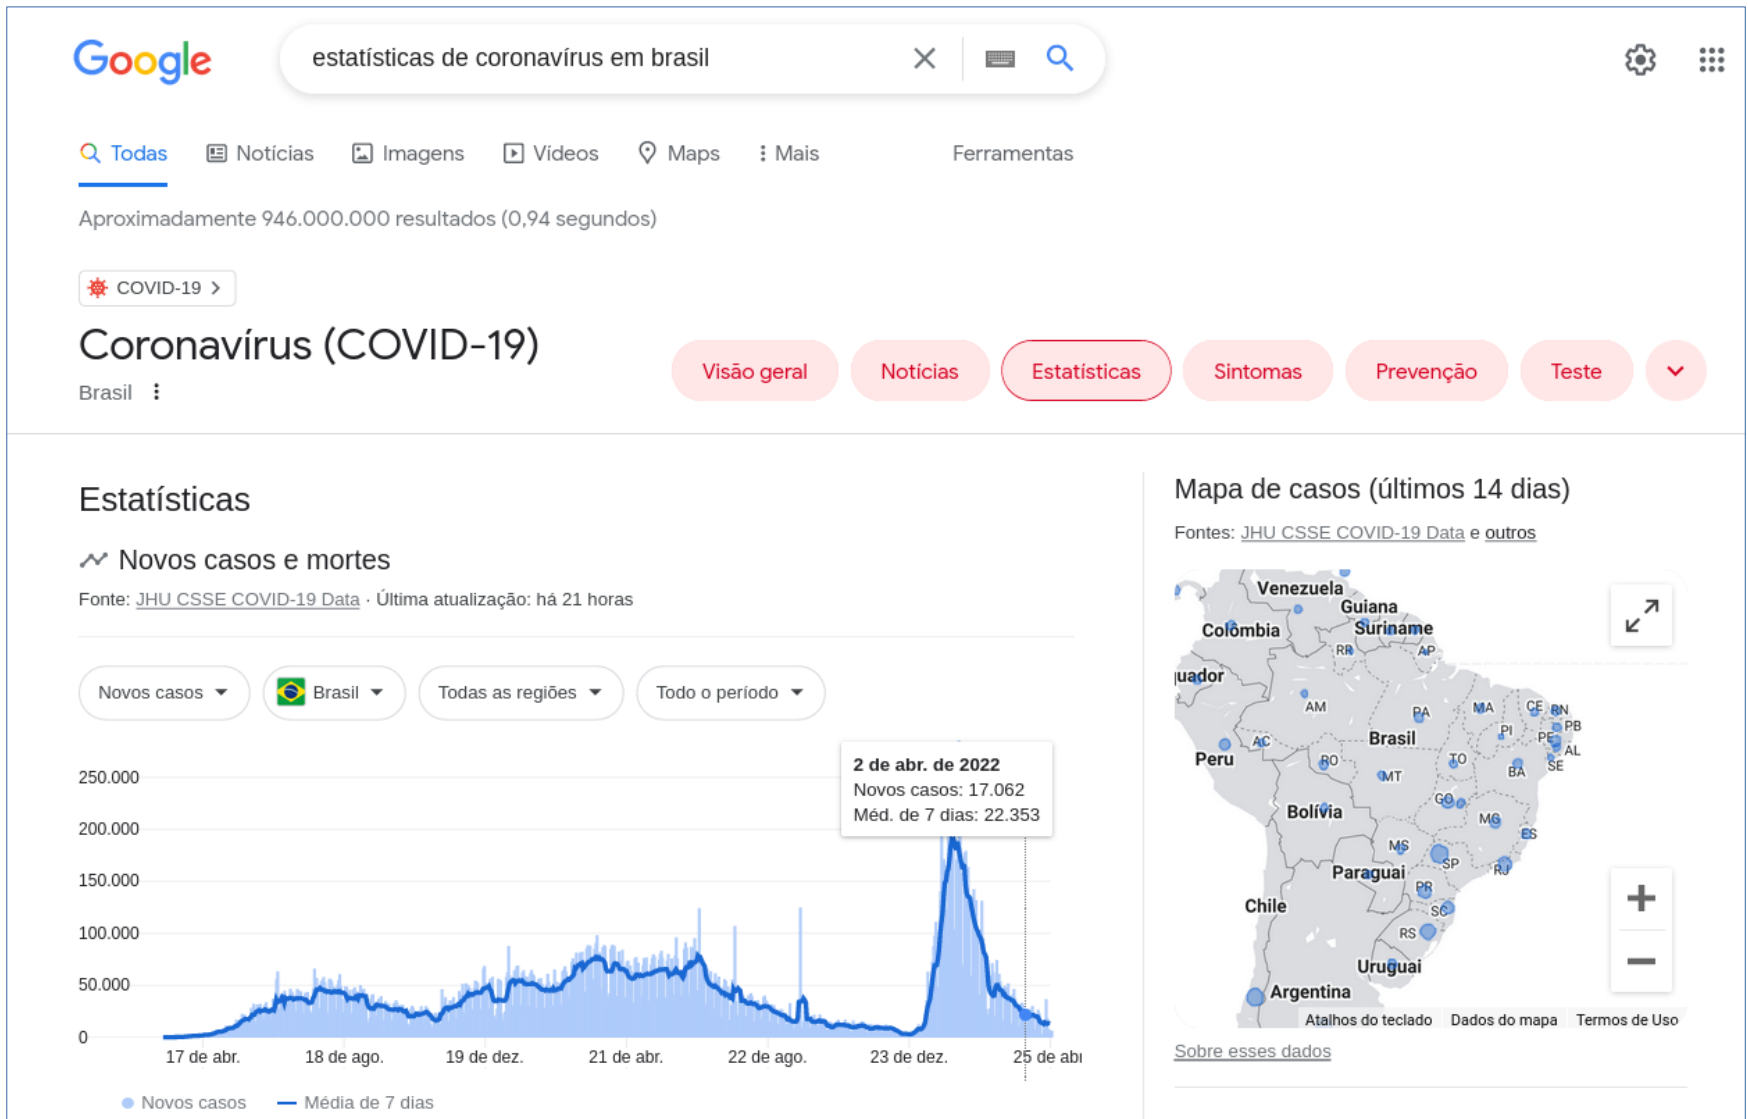 Google
estatísticas de coronavírus em brasil
Todas Notícias Imagens Vídeos Maps Mais Ferramentas
Aproximadamente 946.000.000 resultados (0,94 segundos)
COVID-19
Coronavírus (COVID-19)
Brasil
Visão geral Notícias Estatísticas Sintomas Prevenção Teste
Estatísticas
Novos casos e mortes
Fonte: JHU CSSE COVID-19 Data · Última atualização: há 21 horas
Novos casos Brasil Todas as regiões Todo o período
2 de abr. de 2022
Novos casos: 17.062
Méd. de 7 dias: 22.353
250.000
200.000
150.000
100.000
50.000
0
17 de abr. 18 de ago. 19 de dez. 21 de abr. 22 de ago. 23 de dez. 25 de abr
Novos casos Média de 7 dias
Mapa de casos (últimos 14 dias)
Fontes: JHU CSSE COVID-19 Data e outros
Venezuela
Guiana
Colômbia Suriname
RR AP
uador
AM PA MA CE RN
PI PB
Brasil PE
AC AL
Peru RO TO SE
MT BA
GO
Bolívia MG
ES
MS SP
Paraguai RJ
PR
Chile SC
RS
Uruguai
Argentina
Atalhos do teclado Dados do mapa Termos de Uso
Sobre esses dados